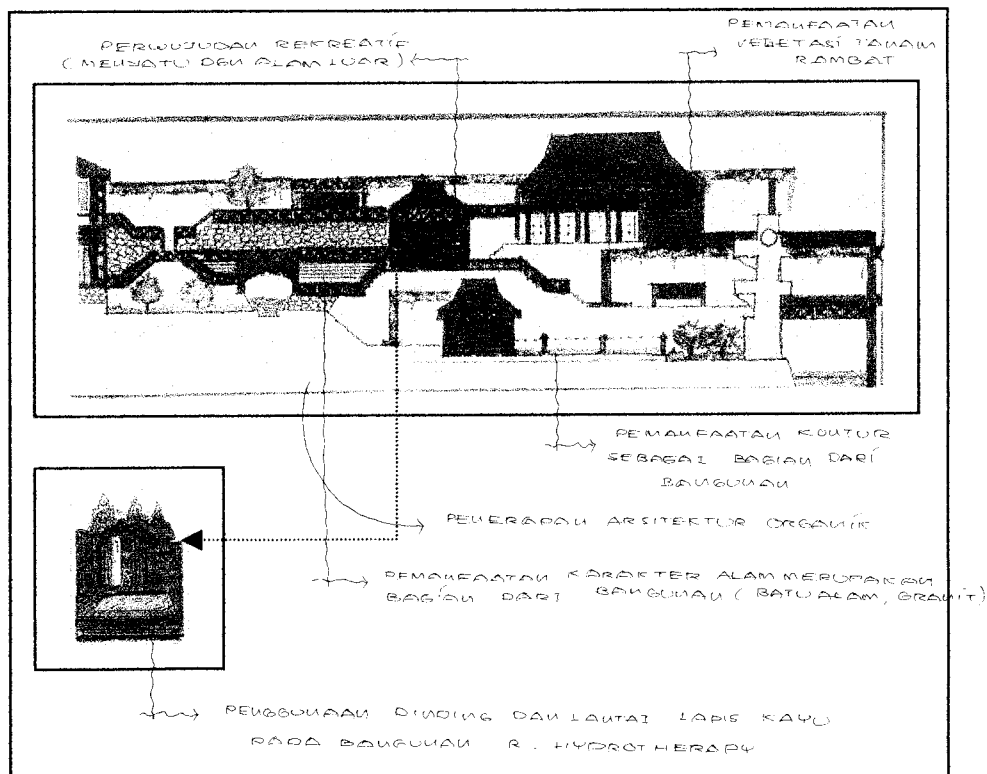 PERWUJUDAN REKREATIF
(MENYATU DGN ALAM LUAR)
PEMANFAATAN
VEGETASI TANAM
RAMBAT
PEMANFAATAN KONTUR
SEBAGAI BAGIAN DARI
BANGUNAN
PENERAPAN ARSITEKTUR ORGANIK
PEMANFAATAN KARAKTER ALAM MERUPAKAN
BAGIAN DARI BANGUNAN (BATU ALAM, GRANIT)
PENGGUNAAN DINDING DAN LANTAI LAPIS KAYU
PADA BANGUNAN R. HYDROTHERAPY